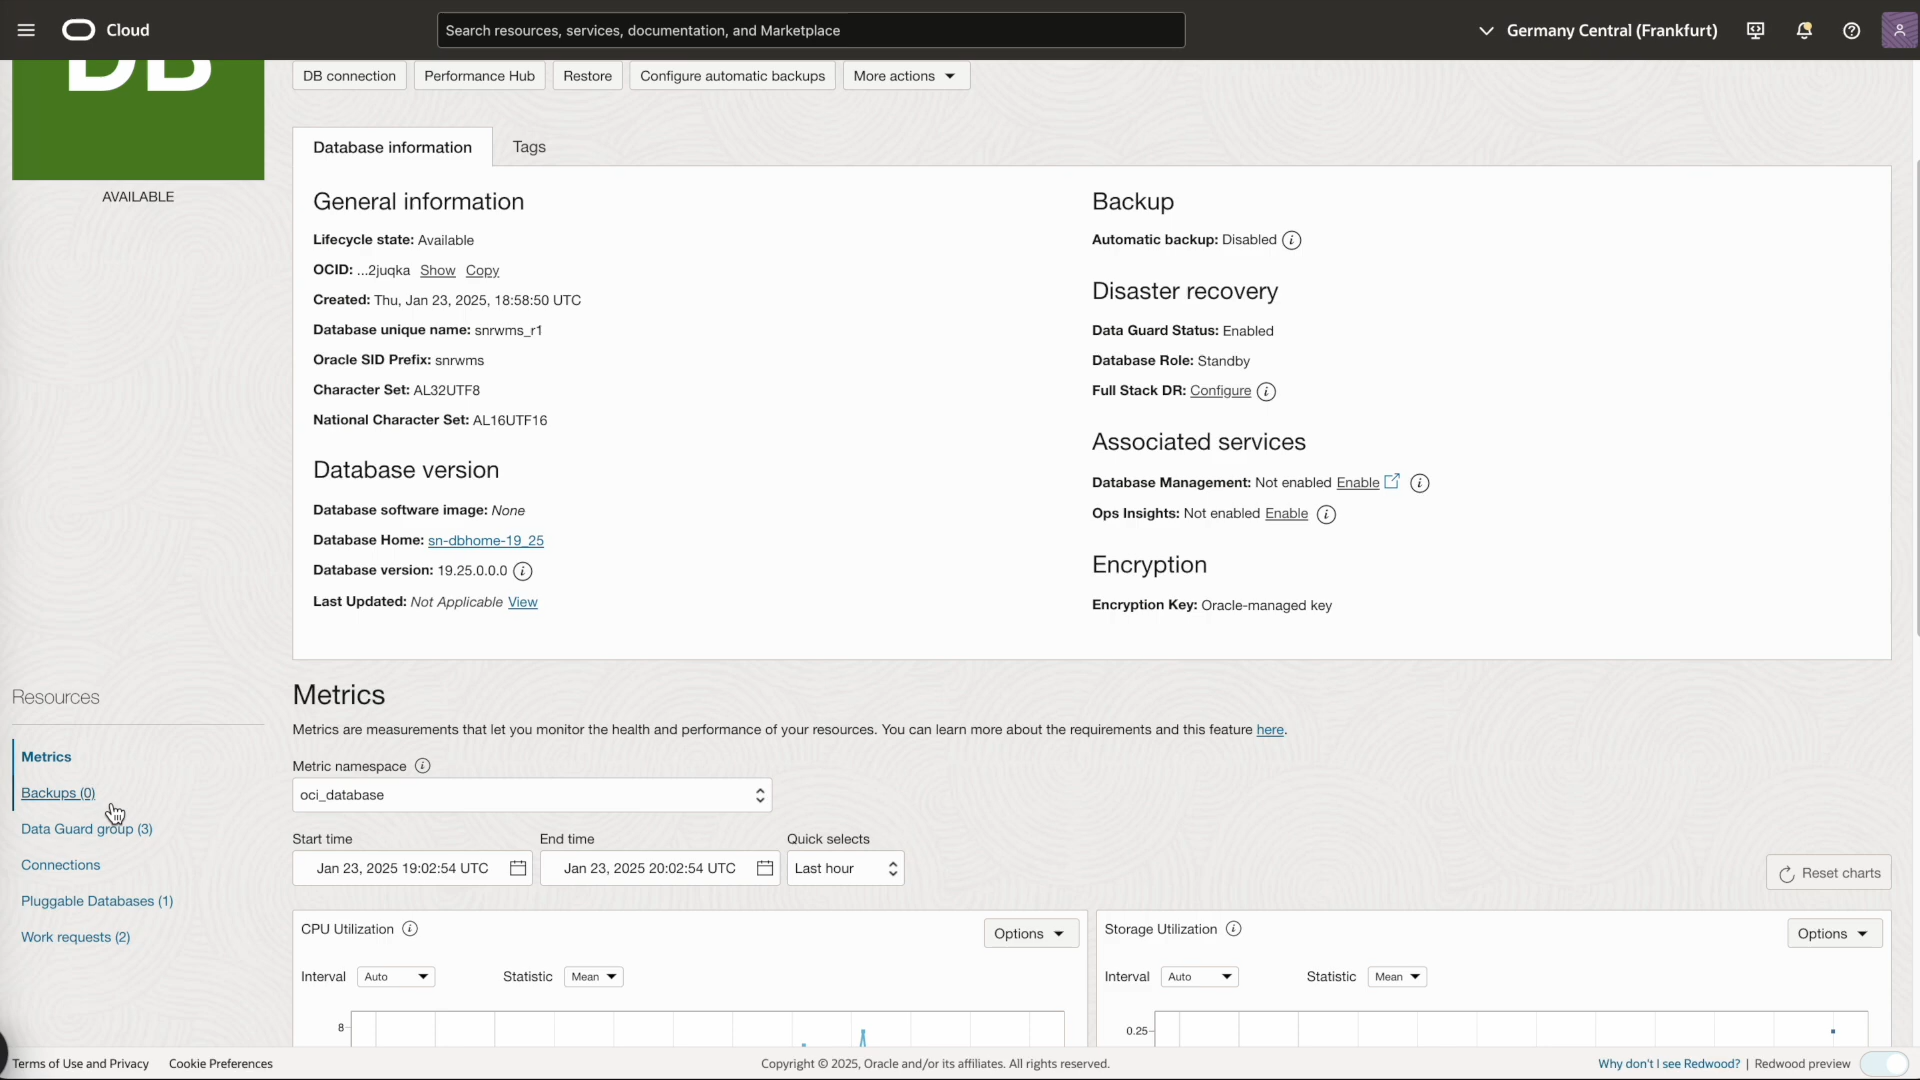 Cloud
Search resources, services, documentation, and Marketplace
Germany Central (Frankfurt)
DB
AVAILABLE
DB connection
Performance Hub
Restore
Configure automatic backups
More actions
Database information
Tags
General information
Lifecycle state: Available
OCID: ...2juqka Show Copy
Created: Thu, Jan 23, 2025, 18:58:50 UTC
Database unique name: snrwms_r1
Oracle SID Prefix: snrwms
Character Set: AL32UTF8
National Character Set: AL16UTF16
Database version
Database software image: None
Database Home: sn-dbhome-19_25
Database version: 19.25.0.0.0
Last Updated: Not Applicable View
Backup
Automatic backup: Disabled
Disaster recovery
Data Guard Status: Enabled
Database Role: Standby
Full Stack DR: Configure
Associated services
Database Management: Not enabled Enable
Ops Insights: Not enabled Enable
Encryption
Encryption Key: Oracle-managed key
Resources
Metrics
Backups (0)
Data Guard group (3)
Connections
Pluggable Databases (1)
Work requests (2)
Metrics
Metrics are measurements that let you monitor the health and performance of your resources. You can learn more about the requirements and this feature here.
Metric namespace
oci_database
Start time
End time
Quick selects
Jan 23, 2025 19:02:54 UTC
Jan 23, 2025 20:02:54 UTC
Last hour
Reset charts
CPU Utilization
Options
Interval
Auto
Statistic
Mean
8
Storage Utilization
Options
Interval
Auto
Statistic
Mean
0.25
Terms of Use and Privacy
Cookie Preferences
Copyright © 2025, Oracle and/or its affiliates. All rights reserved.
Why don't I see Redwood? | Redwood preview